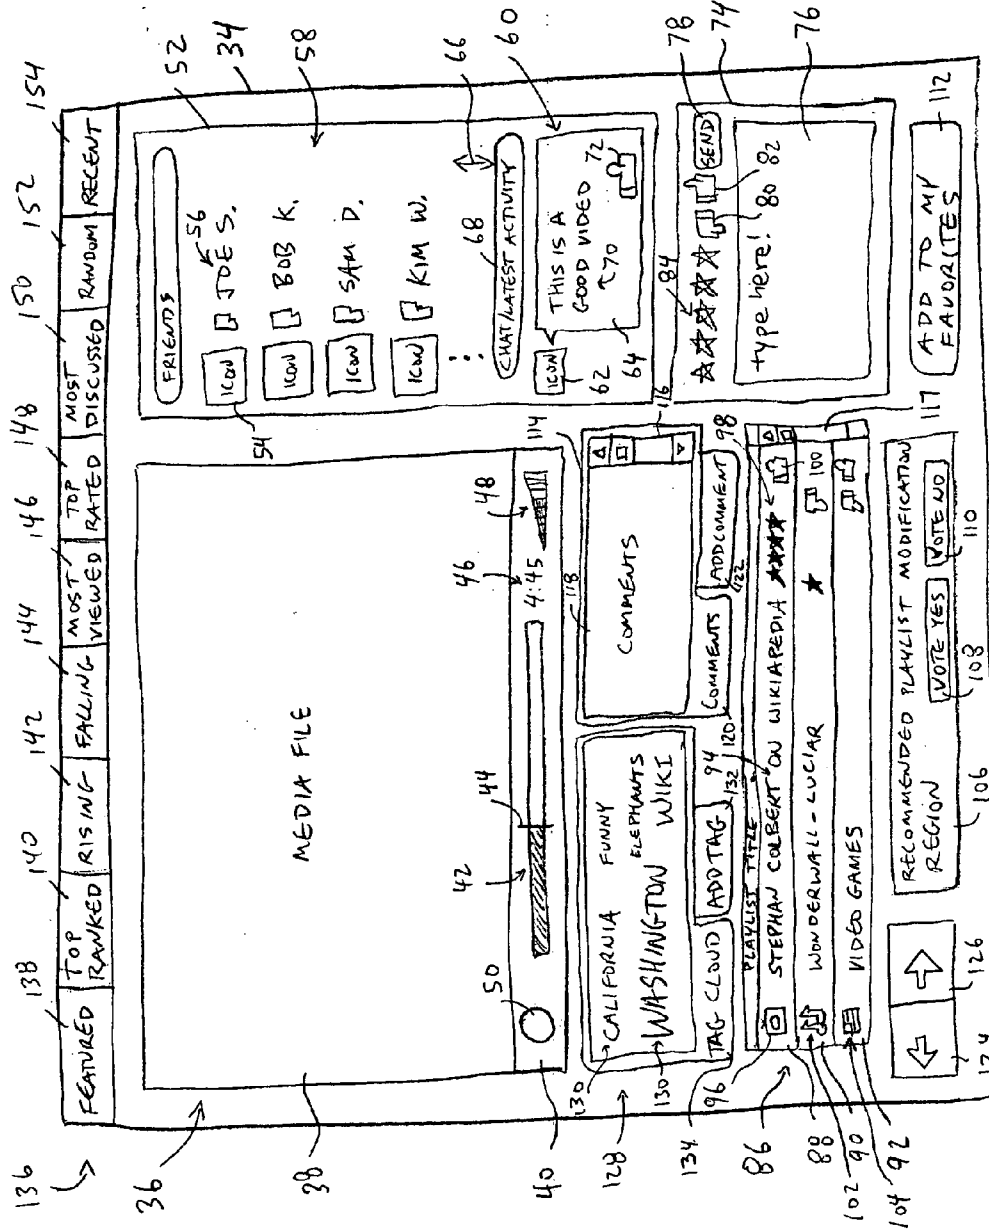 136 138 140 142 144 146 148 150 152 154
FEATURED TOP RANKED RISING FALLING MOST VIEWED TOP RATED MOST DISCUSSED RANDOM RECENT
36
38
MEDIA FILE
52
34
FRIENDS
54
ICON JOE S.
56
ICON BOB K.
58
ICON SAM D.
ICON KIM W.
42 44 46 48
50
4:45
40
66
68
CHAT/LATEST ACTIVITY
60
62
ICON
THIS IS A
GOOD VIDEO
70
72
64
114
116
118
128
130
CALIFORNIA FUNNY
ELEPHANTS
130
WASHINGTON WIKI
COMMENTS
134
TAG CLOUD ADD TAG
132
120
COMMENTS ADD COMMENT
122
84
78
SEND
74
80 82
type here!
76
96
94
98
86
PLAYLIST TITLE
STEPHAN COLBERT ON WIKIAPEDIA
100
88
WONDERWALL - LUCIAR
102
90
VIDEO GAMES
104
92
117
124
126
RECOMMENDED PLAYLIST MODIFICATION
REGION
VOTE YES VOTE NO
106
108
110
ADD TO MY
FAVORITES
112